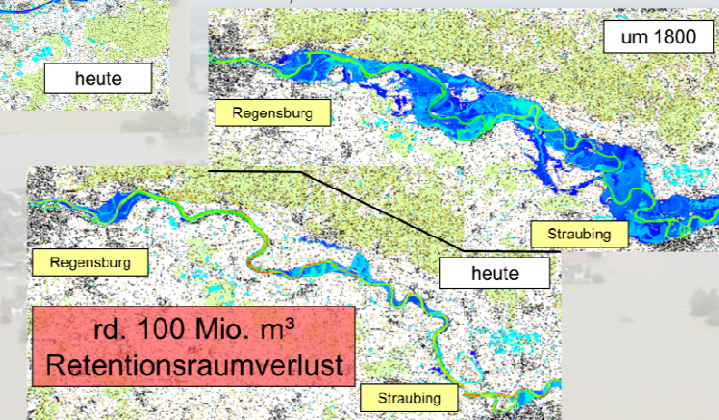 heute
um 1800
Regensburg
Straubing
Regensburg
heute
rd. 100 Mio. m³
Retentionsraumverlust
Straubing